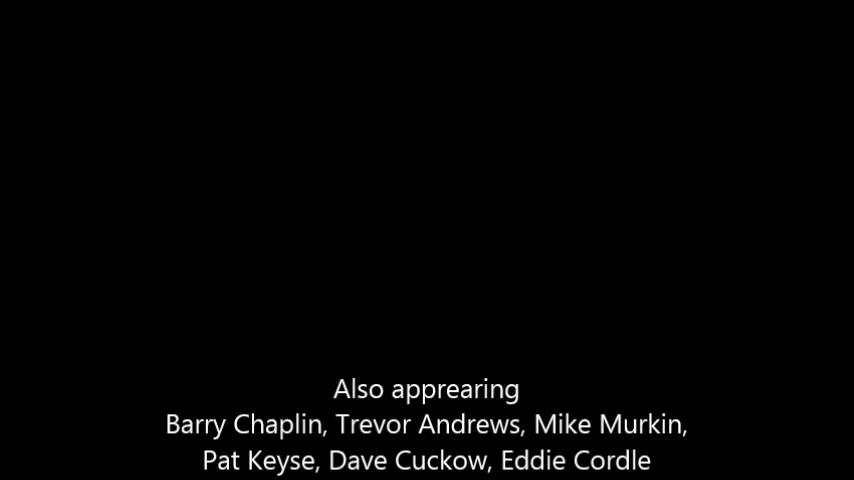 Also apprearing
Barry Chaplin, Trevor Andrews, Mike Murkin,
Pat Keyse, Dave Cuckow, Eddie Cordle